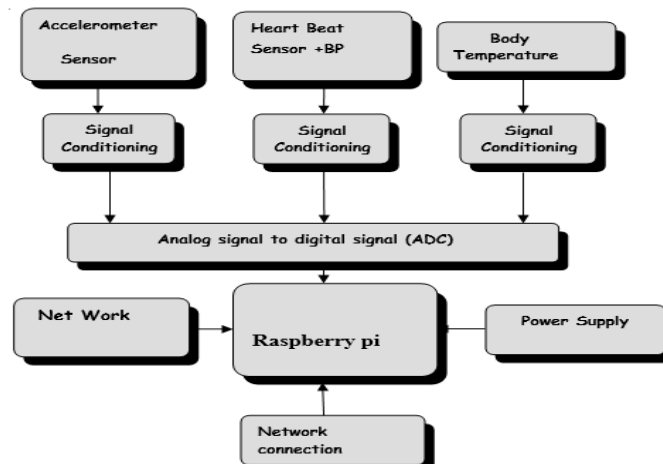 Accelerometer
Sensor
Heart Beat
Sensor +BP
Body
Temperature
Signal
Conditioning
Signal
Conditioning
Signal
Conditioning
Analog signal to digital signal (ADC)
Net Work
Raspberry pi
Power Supply
Network
connection